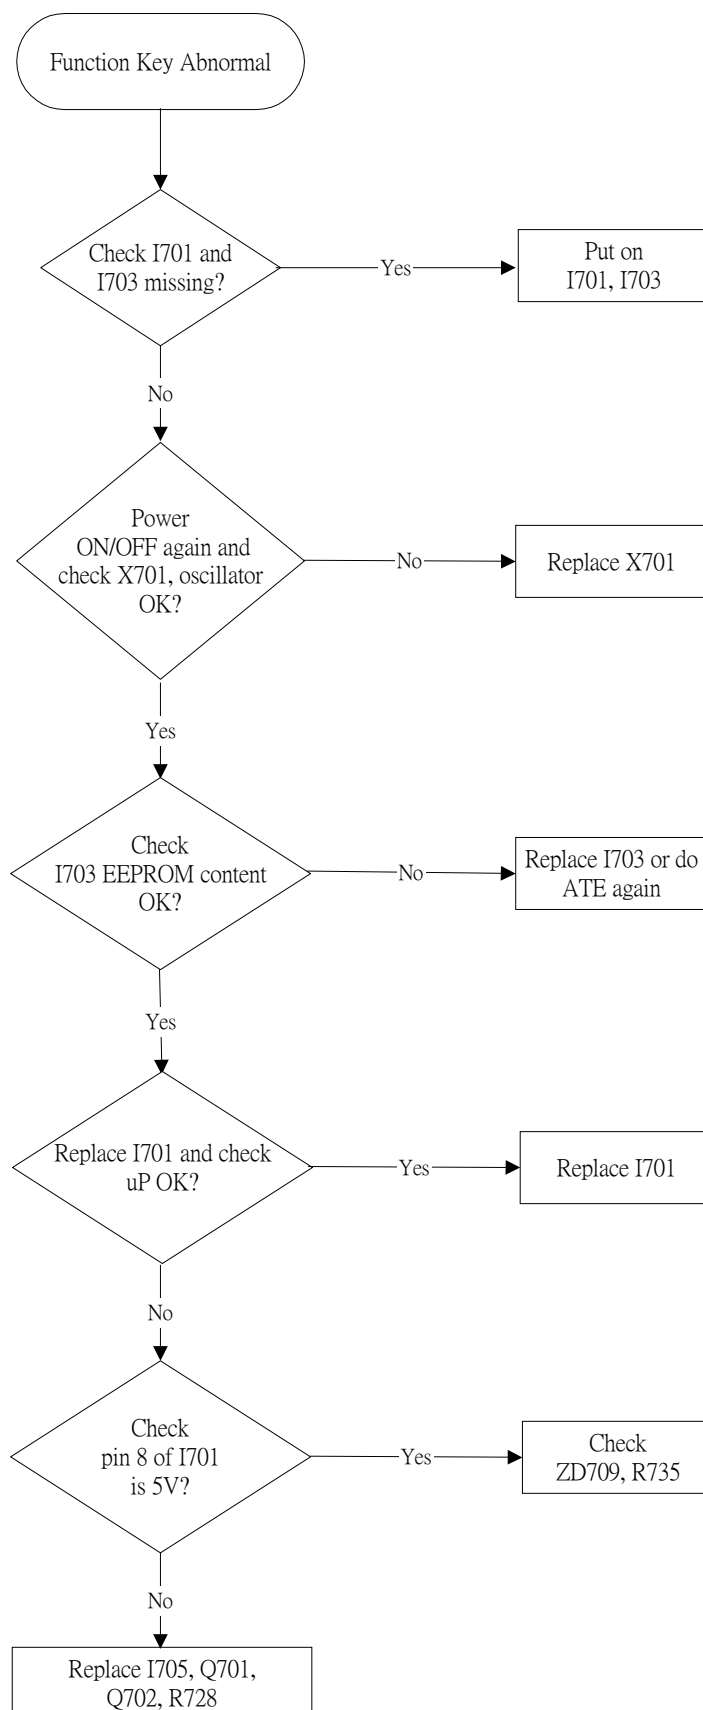 Function Key Abnormal
Check I701 and
I703 missing?
Yes
Put on
I701, I703
No
Power
ON/OFF again and
check X701, oscillator
OK?
No
Replace X701
Yes
Check
I703 EEPROM content
OK?
No
Replace I703 or do
ATE again
Yes
Replace I701 and check
uP OK?
Yes
Replace I701
No
Check
pin 8 of I701
is 5V?
Yes
Check
ZD709, R735
No
Replace I705, Q701,
Q702, R728